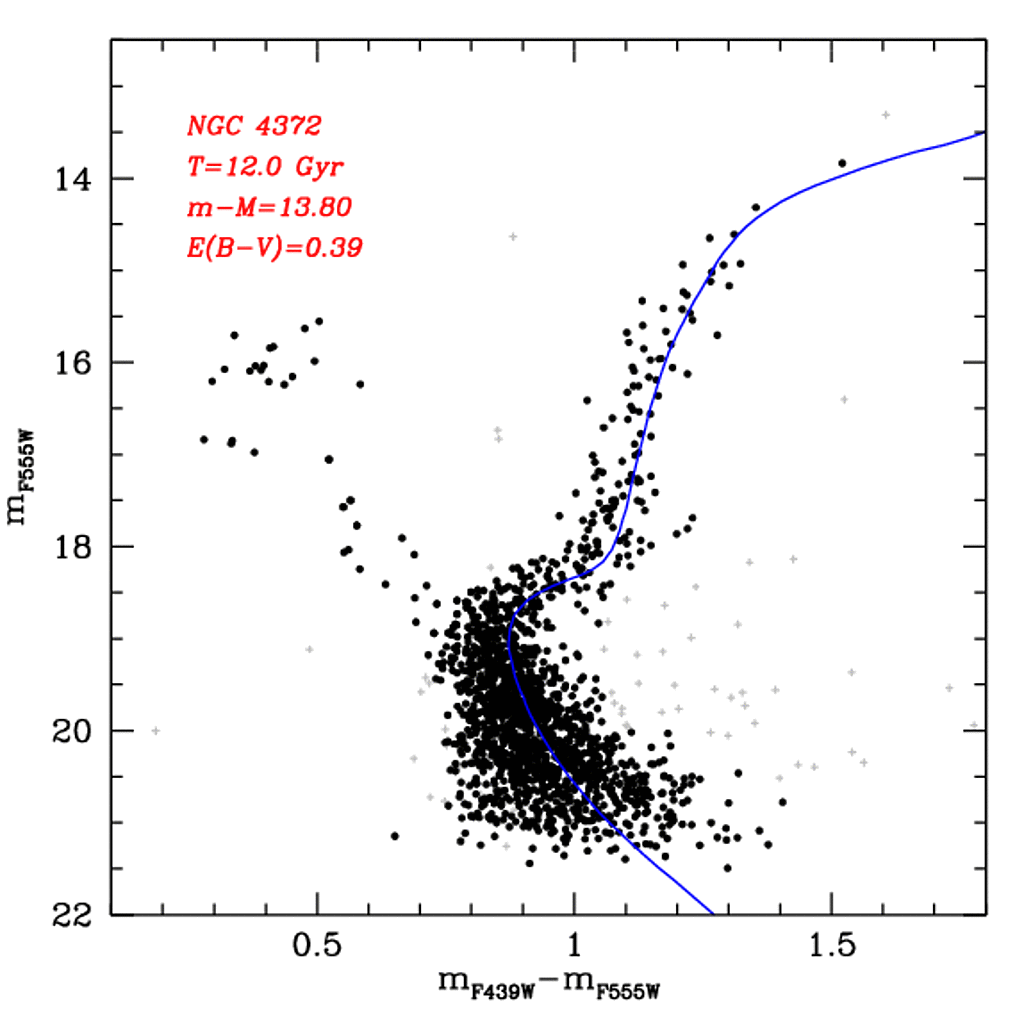 NGC 4372
T=12.0 Gyr
m-M=13.80
E(B-V)=0.39
14
16
18
20
22
m_F555W
0.5 1 1.5
m_F439W-m_F555W